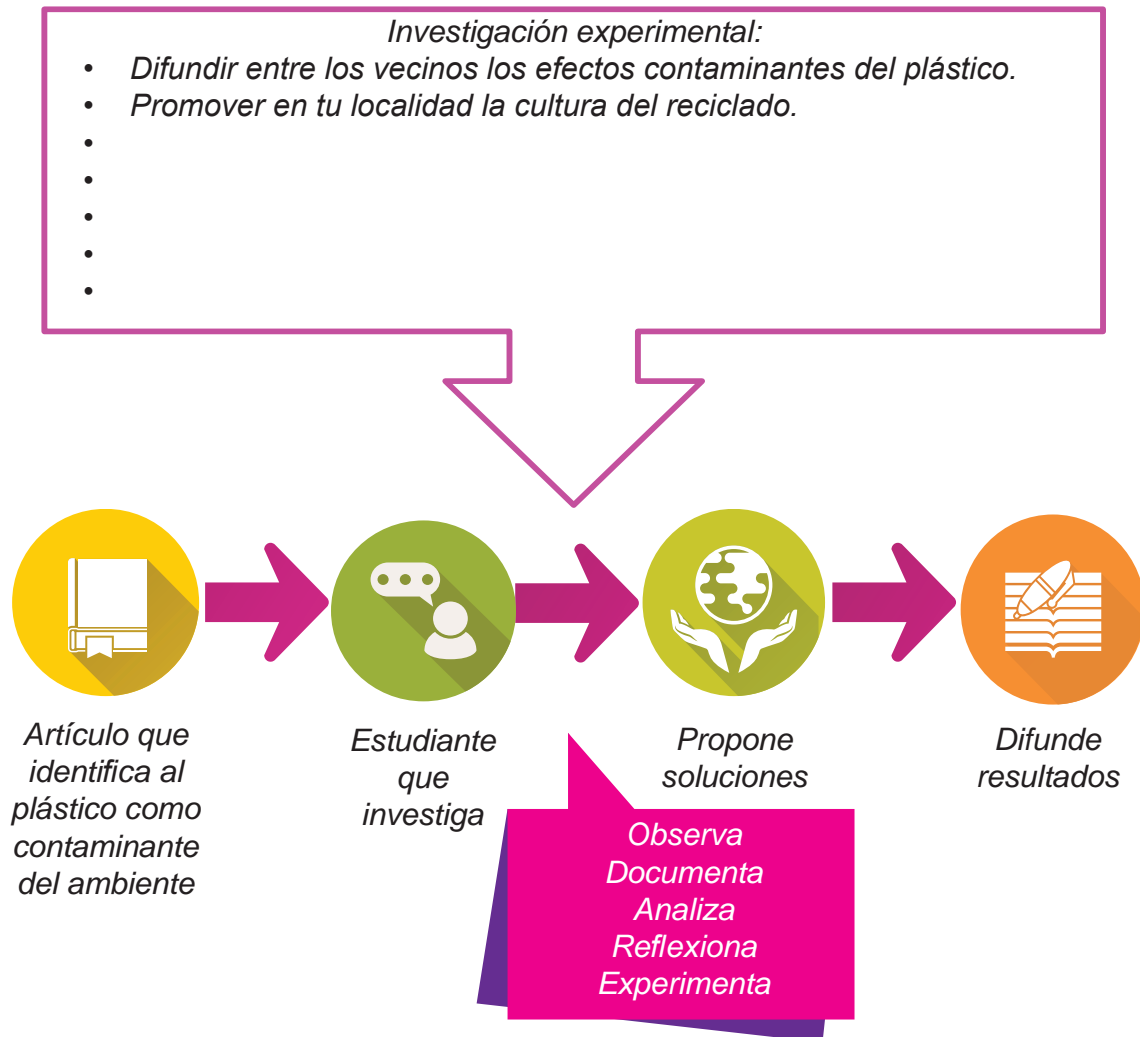 Investigación experimental:
• Difundir entre los vecinos los efectos contaminantes del plástico.
• Promover en tu localidad la cultura del reciclado.
•
•
•
•
•
Artículo que
identifica al
plástico como
contaminante
del ambiente
Estudiante
que
investiga
Propone
soluciones
Difunde
resultados
Observa
Documenta
Analiza
Reflexiona
Experimenta